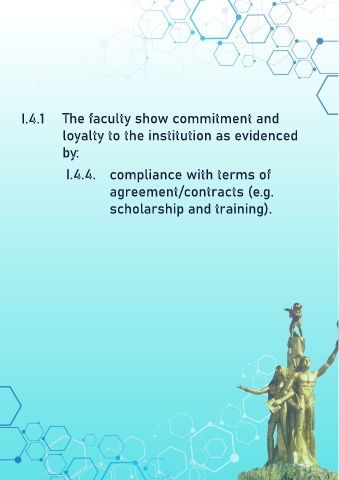 I.4.1 The faculty show commitment and
loyalty to the institution as evidenced
by:
I.4.4. compliance with terms of
agreement/contracts (e.g.
scholarship and training).